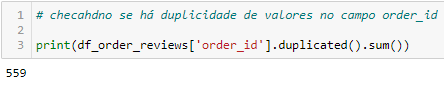 1 # checahdno se há duplicidade de valores no campo order_id
2
3 print(df_order_reviews['order_id'].duplicated().sum())
559